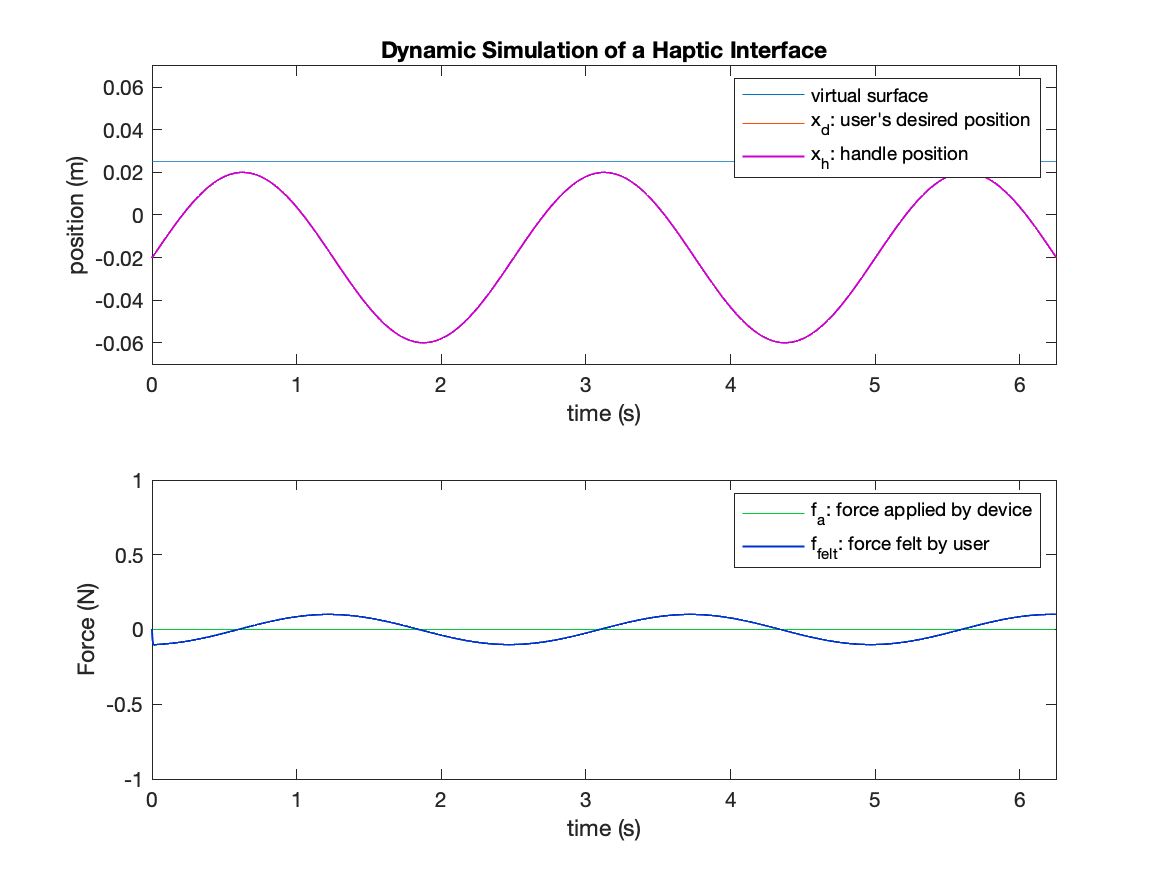 Dynamic Simulation of a Haptic Interface
0.06
0.04
0.02
0
-0.02
-0.04
-0.06
position (m)
virtual surface
x_d: user's desired position
x_h: handle position
0 1 2 3 4 5 6
time (s)
1
0.5
0
-0.5
-1
Force (N)
f_a: force applied by device
f_felt: force felt by user
0 1 2 3 4 5 6
time (s)